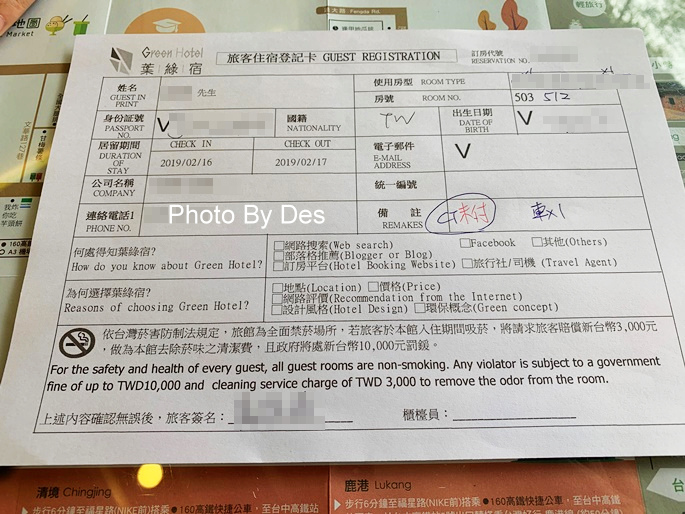 地圖
Market
Fengjia Rd.
輕旅行
Green Hotel
葉 綠 宿
旅客住宿登記卡 GUEST REGISTRATION
訂房代號
RESERVATION NO.
姓名
GUEST IN
PRINT
先生
使用房型 ROOM TYPE
房號 ROOM NO.
503 512
身份証號
PASSPORT
NO.
V
國籍
NATIONALITY
TW
出生日期
DATE OF
BIRTH
V
居留期間
DURATION
OF
STAY
CHECK IN
2019/02/16
CHECK OUT
2019/02/17
電子郵件
E-MAIL
ADDRESS
V
公司名稱
COMPANY
統一編號
連絡電話1
PHONE NO.
備 註
REMAKES
未付
車x1
Photo By Des
何處得知葉綠宿?
How do you know about Green Hotel?
□網路搜索(Web search) □Facebook □其他(Others)
□部落格推薦(Blogger or Blog)
□訂房平台(Hotel Booking Website) □旅行社/司機 (Travel Agent)
為何選擇葉綠宿?
Reasons of choosing Green Hotel?
□地點(Location) □價格(Price)
□網路評價(Recommendation from the Internet)
□設計風格(Hotel Design) □環保概念(Green concept)
依台灣菸害防制法規定，旅館為全面禁菸場所，若旅客於本館入住期間吸菸，將請求旅客賠償新台幣3,000元，
做為本館去除菸味之清潔費，且政府將處新台幣10,000元罰鍰。
For the safety and health of every guest, all guest rooms are non-smoking. Any violator is subject to a government
fine of up to TWD10,000 and cleaning service charge of TWD 3,000 to remove the odor from the room.
上述內容確認無誤後，旅客簽名：
櫃檯員：
清境 Chingjing
鹿港 Lukang